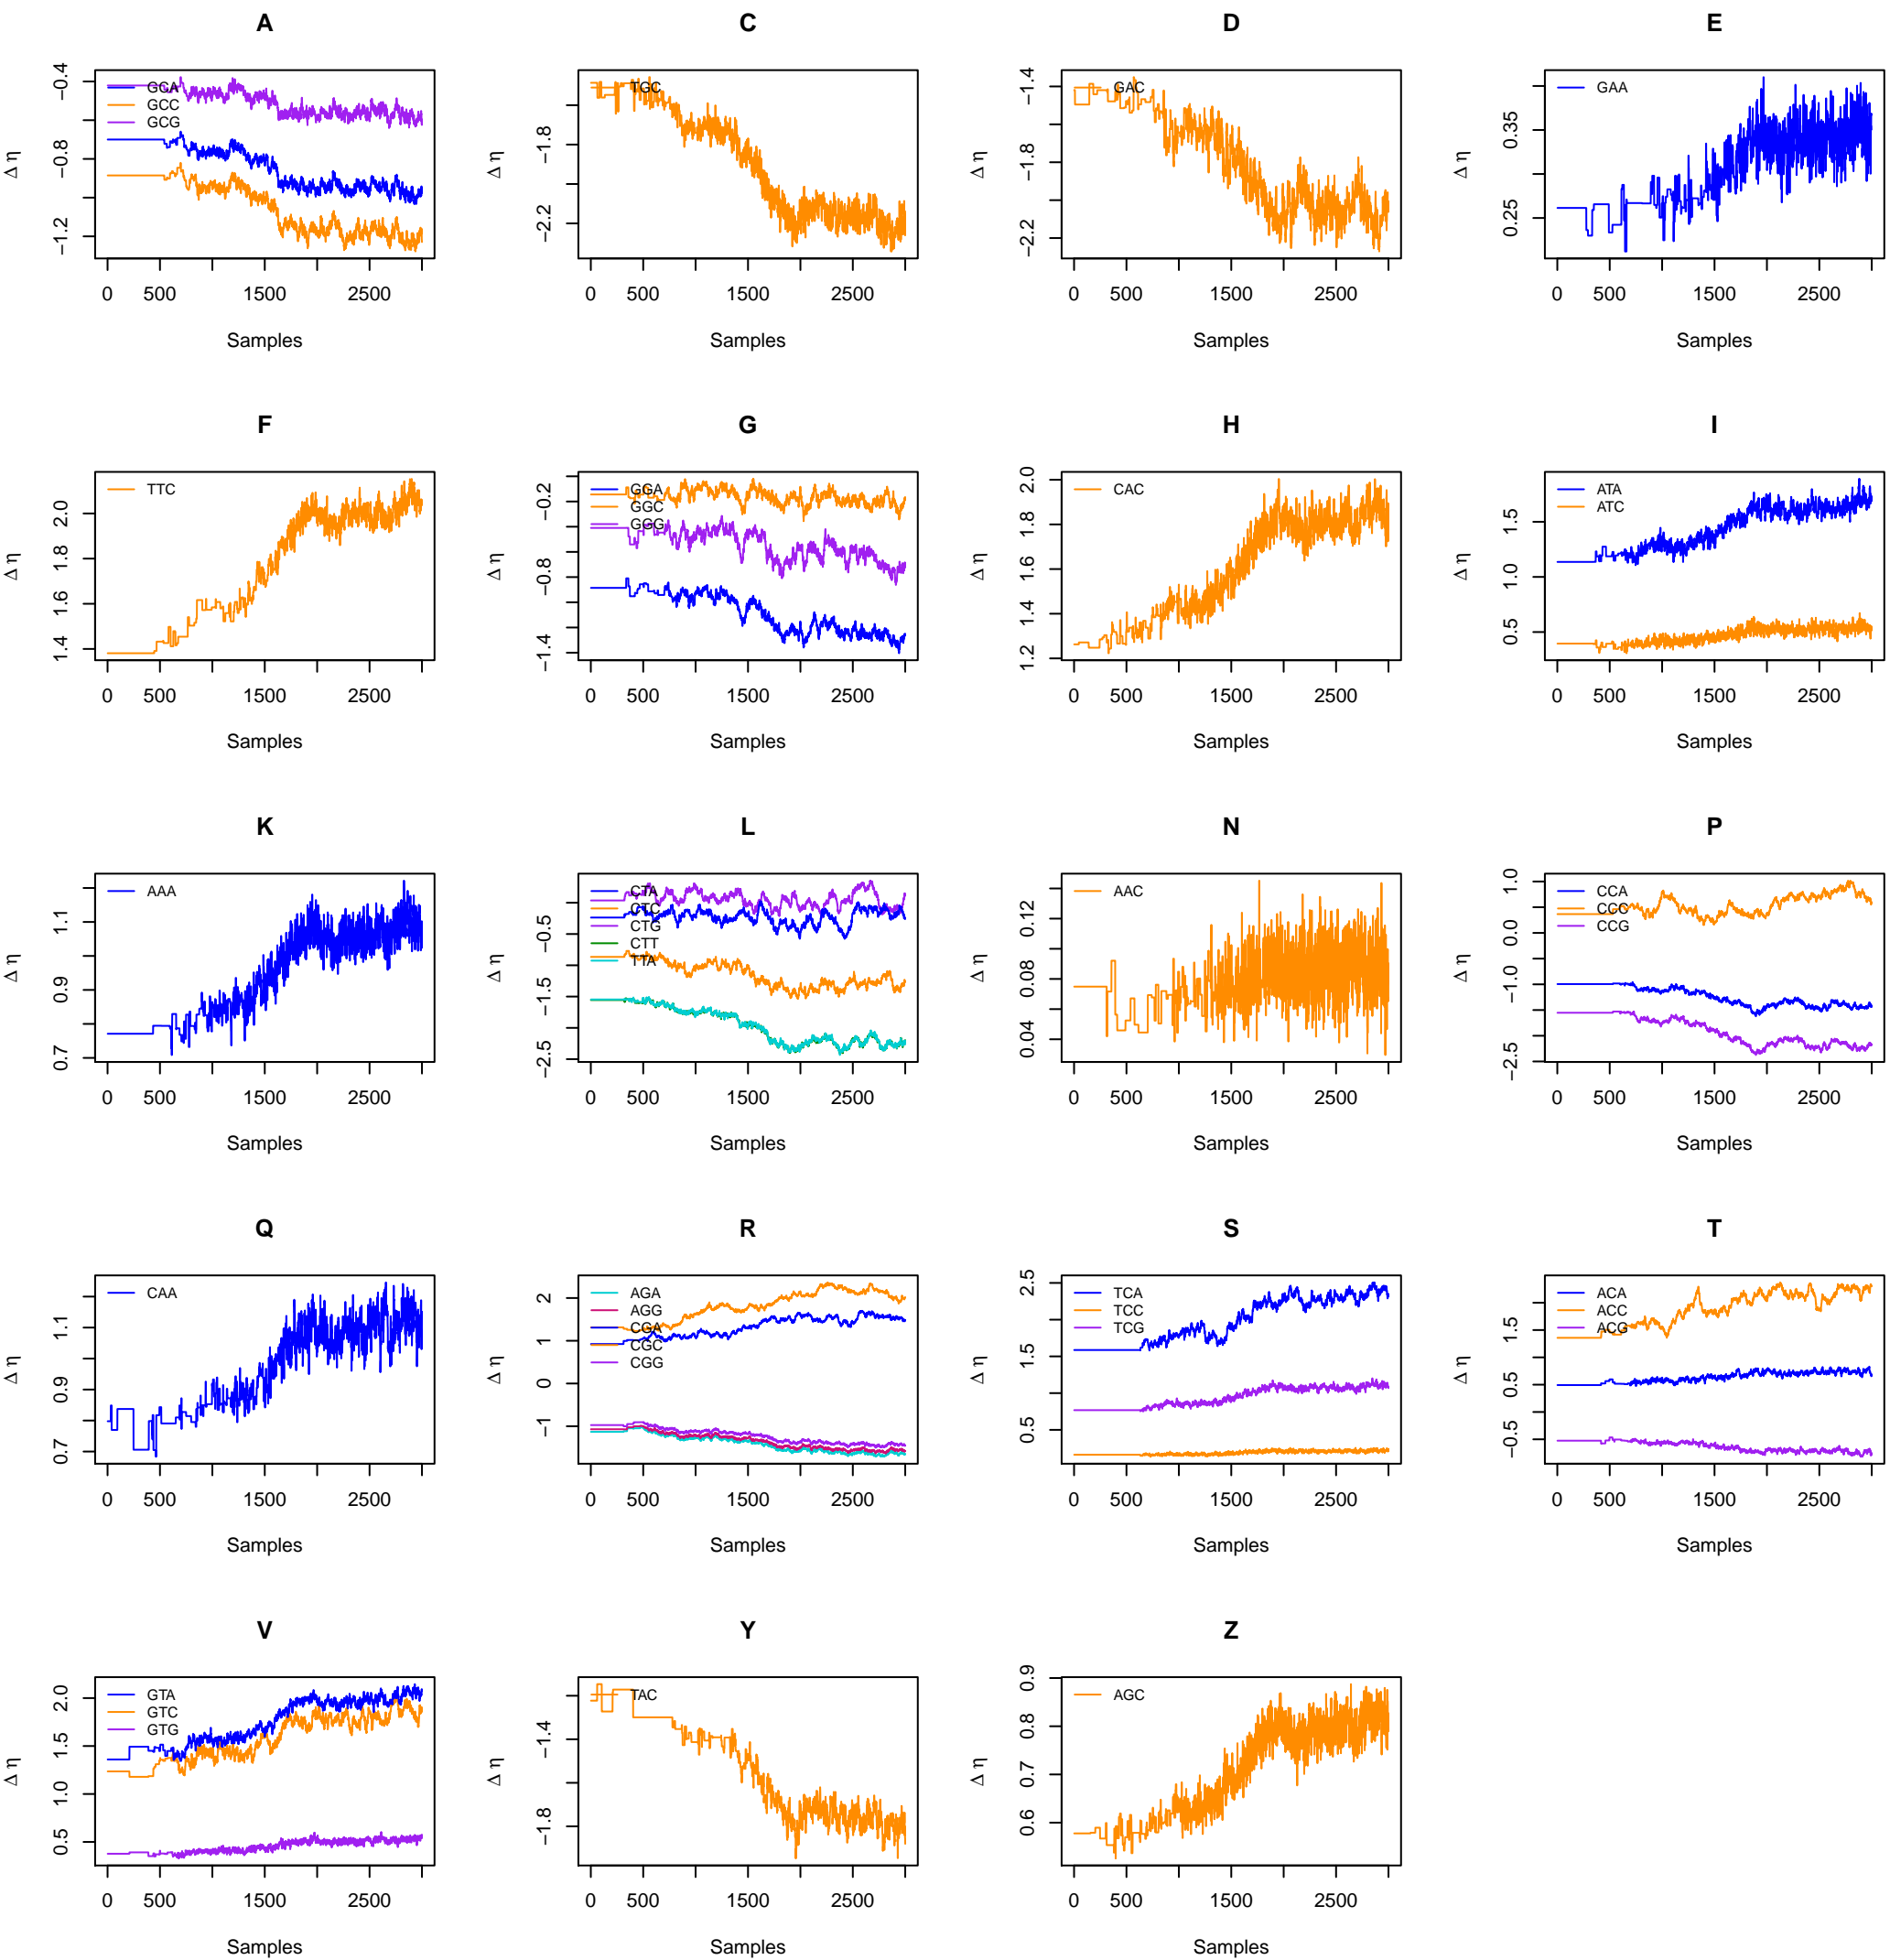 A
Δ η
−0.4
−0.8
−1.2
GCA
GCC
GCG
0 500 1500 2500
Samples
C
Δ η
−1.8
−2.2
TGC
0 500 1500 2500
Samples
D
Δ η
−1.4
−1.8
−2.2
GAC
0 500 1500 2500
Samples
E
Δ η
0.35
0.25
GAA
0 500 1500 2500
Samples
F
Δ η
2.0
1.8
1.6
1.4
TTC
0 500 1500 2500
Samples
G
Δ η
−0.2
−0.8
−1.4
GGA
GGC
GGG
0 500 1500 2500
Samples
H
Δ η
2.0
1.8
1.6
1.4
1.2
CAC
0 500 1500 2500
Samples
I
Δ η
1.5
1.0
0.5
ATA
ATC
0 500 1500 2500
Samples
K
Δ η
1.1
0.9
0.7
AAA
0 500 1500 2500
Samples
L
Δ η
−0.5
−1.5
−2.5
CTA
CTC
CTG
CTT
TTA
0 500 1500 2500
Samples
N
Δ η
0.12
0.08
0.04
AAC
0 500 1500 2500
Samples
P
Δ η
1.0
0.0
−1.0
−2.5
CCA
CCC
CCG
0 500 1500 2500
Samples
Q
Δ η
1.1
0.9
0.7
CAA
0 500 1500 2500
Samples
R
Δ η
2
1
0
−1
AGA
AGG
CGA
CGC
CGG
0 500 1500 2500
Samples
S
Δ η
2.5
1.5
0.5
TCA
TCC
TCG
0 500 1500 2500
Samples
T
Δ η
1.5
0.5
−0.5
ACA
ACC
ACG
0 500 1500 2500
Samples
V
Δ η
2.0
1.5
1.0
0.5
GTA
GTC
GTG
0 500 1500 2500
Samples
Y
Δ η
−1.4
−1.8
TAC
0 500 1500 2500
Samples
Z
Δ η
0.9
0.8
0.7
0.6
AGC
0 500 1500 2500
Samples